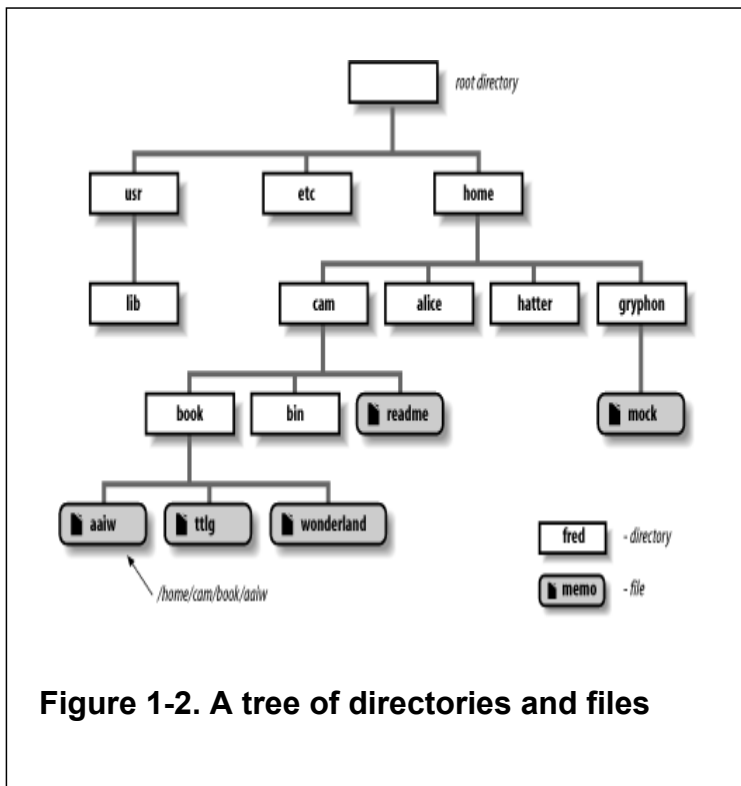 root directory
usr
etc
home
lib
cam
alice
hatter
gryphon
book
bin
readme
mock
aaiw
ttlg
wonderland
fred - directory
/home/cam/book/aaiw
memo - file
Figure 1-2. A tree of directories and files